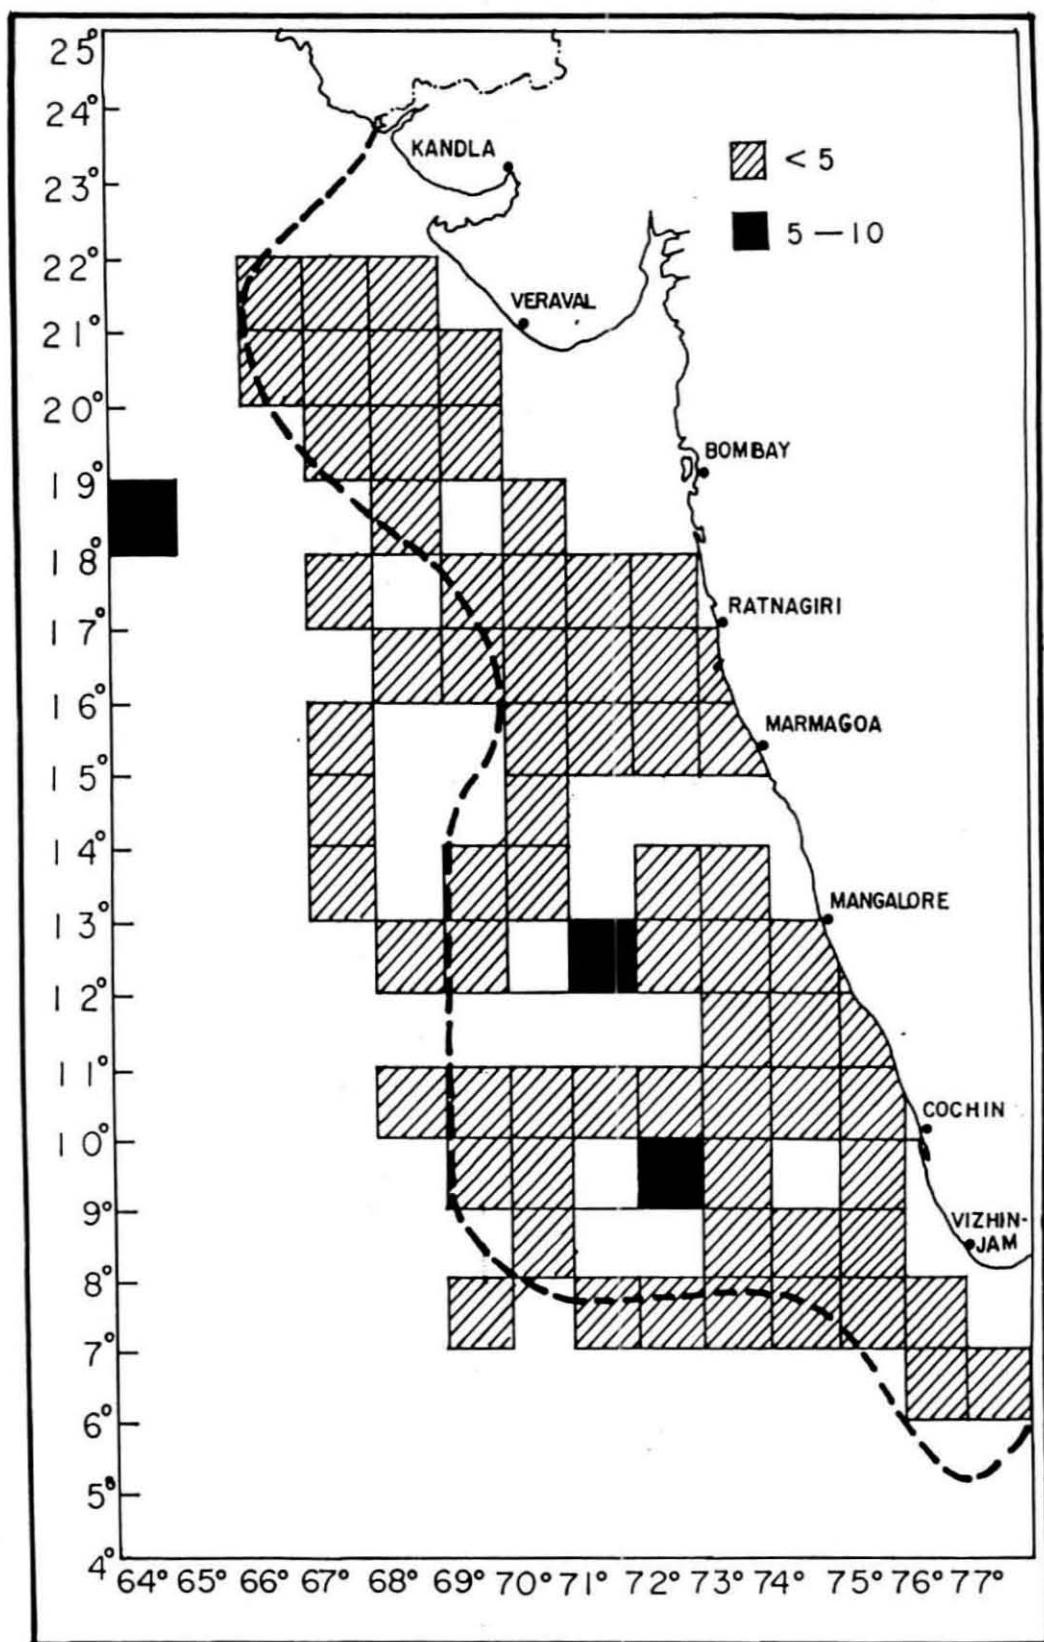 25°
24°
KANDLA
< 5
23°
5 — 10
22°
VERAVAL
21°
20°
BOMBAY
19°
18°
RATNAGIRI
17°
16°
MARMAGOA
15°
14°
MANGALORE
13°
12°
11°
COCHIN
10°
9°
VIZHIN-
JAM
8°
7°
6°
5°
4°
64° 65° 66° 67° 68° 69° 70° 71° 72° 73° 74° 75° 76° 77°